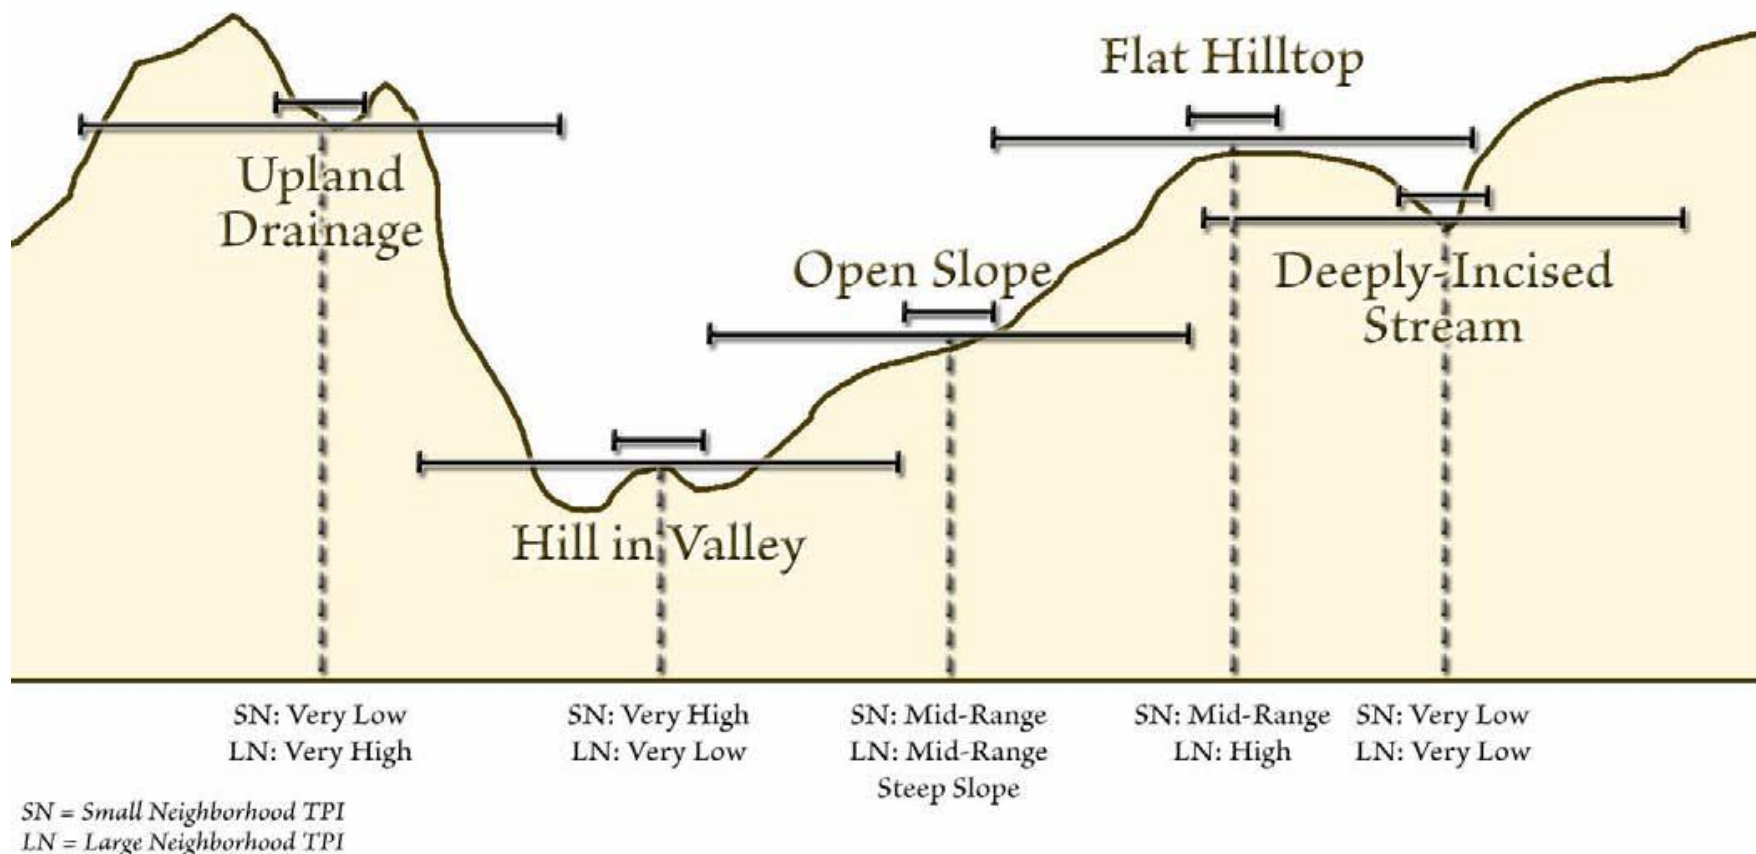 Flat Hilltop
Upland
Drainage
Open Slope
Deeply-Incised
Stream
Hill in Valley
SN: Very Low
LN: Very High
SN: Very High
LN: Very Low
SN: Mid-Range
LN: Mid-Range
Steep Slope
SN: Mid-Range
LN: High
SN: Very Low
LN: Very Low
SN = Small Neighborhood TPI
LN = Large Neighborhood TPI